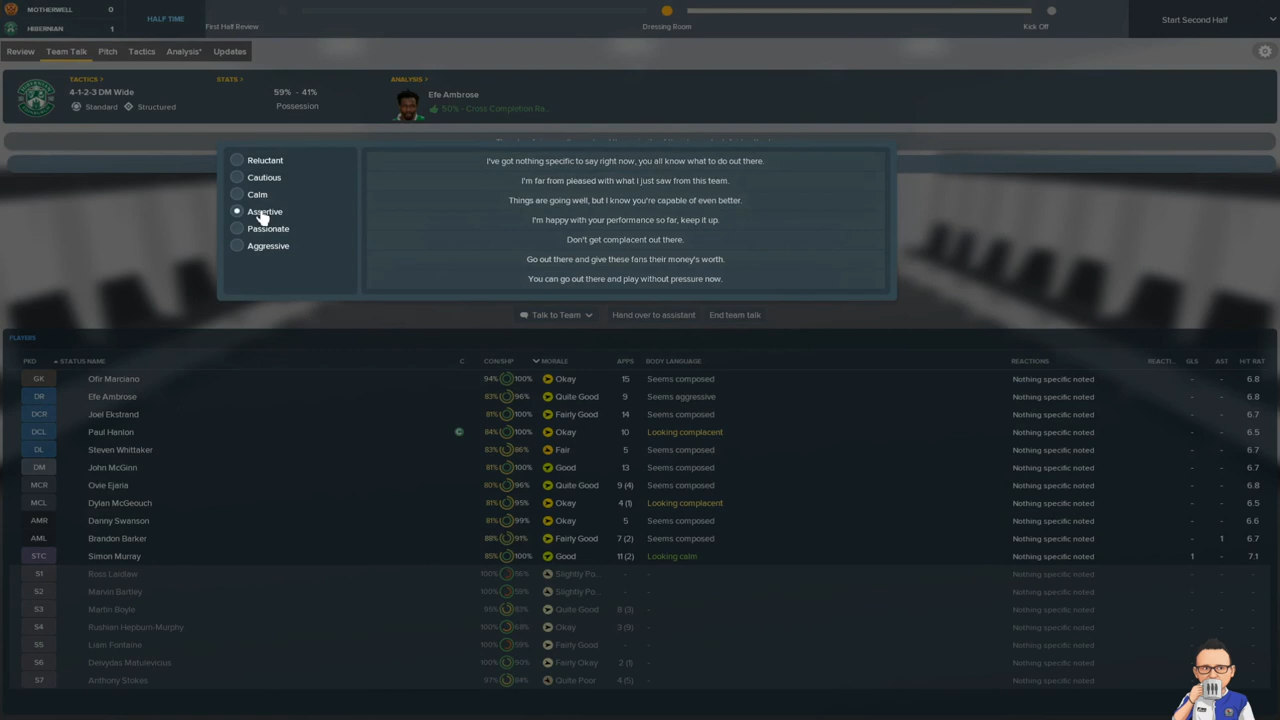 MOTHERWELL 0
HIBERNIAN 1
HALF TIME
First Half Review Dressing Room Kick Off
Start Second Half
Review Team Talk Pitch Tactics Analysis* Updates
TACTICS >
4-1-2-3 DM Wide
Standard Structured
STATS >
59% - 41%
Possession
ANALYSIS >
Efe Ambrose
50% - Cross Completion Ra...
Reluctant
Cautious
Calm
Assertive
Passionate
Aggressive
I've got nothing specific to say right now, you all know what to do out there.
I'm far from pleased with what I just saw from this team.
Things are going well, but I know you're capable of even better.
I'm happy with your performance so far, keep it up.
Don't get complacent out there.
Go out there and give these fans their money's worth.
You can go out there and play without pressure now.
Talk to Team Hand over to assistant End team talk
PLAYERS
PKD STATUS NAME C CON/SHP MORALE APPS BODY LANGUAGE REACTIONS REACTI... GLS AST H/T RAT
GK Ofir Marciano 94% 100% Okay 15 Seems composed Nothing specific noted - - 6.8
DR Efe Ambrose 83% 96% Quite Good 9 Seems aggressive Nothing specific noted - - 6.8
DCR Joel Ekstrand 81% 100% Fairly Good 14 Seems composed Nothing specific noted - - 6.7
DCL Paul Hanlon C 84% 100% Okay 10 Looking complacent Nothing specific noted - - 6.5
DL Steven Whittaker 83% 86% Fair 5 Seems composed Nothing specific noted - - 6.7
DM John McGinn 81% 100% Good 13 Seems composed Nothing specific noted - - 6.7
MCR Ovie Ejaria 80% 96% Quite Good 9 (4) Seems composed Nothing specific noted - - 6.8
MCL Dylan McGeouch 81% 95% Okay 4 (1) Looking complacent Nothing specific noted - - 6.5
AMR Danny Swanson 81% 99% Okay 5 Seems composed Nothing specific noted - - 6.6
AML Brandon Barker 88% 91% Fairly Good 7 (2) Seems composed Nothing specific noted - 1 6.7
STC Simon Murray 85% 100% Good 11 (2) Looking calm Nothing specific noted 1 - 7.1
S1 Ross Laidlaw 100% 56% Slightly Po... - - Nothing specific noted - - -
S2 Marvin Bartley 100% 59% Slightly Po... - - Nothing specific noted - - -
S3 Martin Boyle 95% 83% Quite Good 8 (3) - Nothing specific noted - - -
S4 Rushian Hepburn-Murphy 100% 68% Okay 3 (9) - Nothing specific noted - - -
S5 Liam Fontaine 100% 59% Fairly Good - - Nothing specific noted - - -
S6 Deivydas Matulevicius 100% 90% Fairly Okay 2 (1) - Nothing specific noted - - -
S7 Anthony Stokes 97% 84% Quite Poor 4 (5) - Nothing specific noted - - -